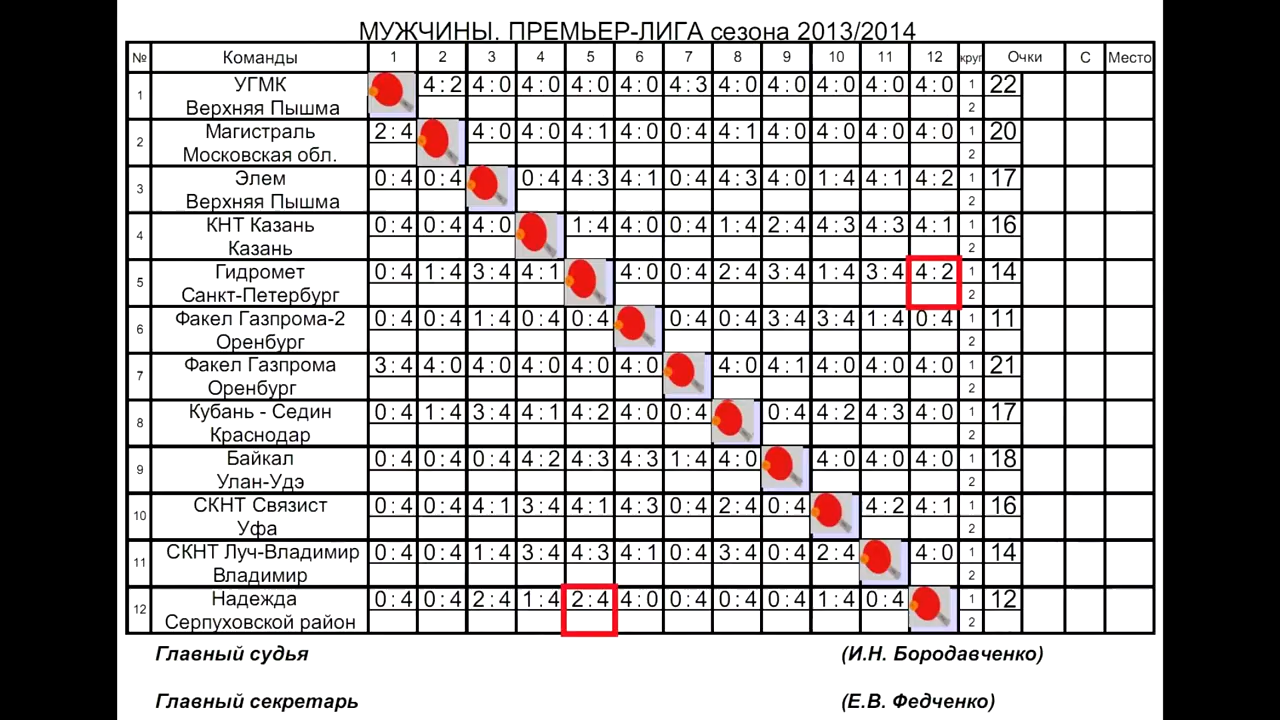 МУЖЧИНЫ. ПРЕМЬЕР-ЛИГА сезона 2013/2014
№ Команды 1 2 3 4 5 6 7 8 9 10 11 12 круг Очки С Место
1 УГМК 4:2 4:0 4:0 4:0 4:0 4:3 4:0 4:0 4:0 4:0 4:0 1 22
Верхняя Пышма 2
2 Магистраль 2:4 4:0 4:0 4:1 4:0 0:4 4:1 4:0 4:0 4:0 4:0 1 20
Московская обл. 2
3 Элем 0:4 0:4 0:4 4:3 4:1 0:4 4:3 4:0 1:4 4:1 4:2 1 17
Верхняя Пышма 2
4 КНТ Казань 0:4 0:4 4:0 1:4 4:0 0:4 1:4 2:4 4:3 4:3 4:1 1 16
Казань 2
5 Гидромет 0:4 1:4 3:4 4:1 4:0 0:4 2:4 3:4 1:4 3:4 4:2 1 14
Санкт-Петербург 2
6 Факел Газпрома-2 0:4 0:4 1:4 0:4 0:4 0:4 0:4 3:4 3:4 1:4 0:4 1 11
Оренбург 2
7 Факел Газпрома 3:4 4:0 4:0 4:0 4:0 4:0 4:0 4:1 4:0 4:0 4:0 1 21
Оренбург 2
8 Кубань - Седин 0:4 1:4 3:4 4:1 4:2 4:0 0:4 0:4 4:2 4:3 4:0 1 17
Краснодар 2
9 Байкал 0:4 0:4 0:4 4:2 4:3 4:3 1:4 4:0 4:0 4:0 4:0 1 18
Улан-Удэ 2
10 СКНТ Связист 0:4 0:4 4:1 3:4 4:1 4:3 0:4 2:4 0:4 4:2 4:1 1 16
Уфа 2
11 СКНТ Луч-Владимир 0:4 0:4 1:4 3:4 4:3 4:1 0:4 3:4 0:4 2:4 4:0 1 14
Владимир 2
12 Надежда 0:4 0:4 2:4 1:4 2:4 4:0 0:4 0:4 0:4 1:4 0:4 1 12
Серпуховской район 2
Главный судья (И.Н. Бородавченко)
Главный секретарь (Е.В. Федченко)